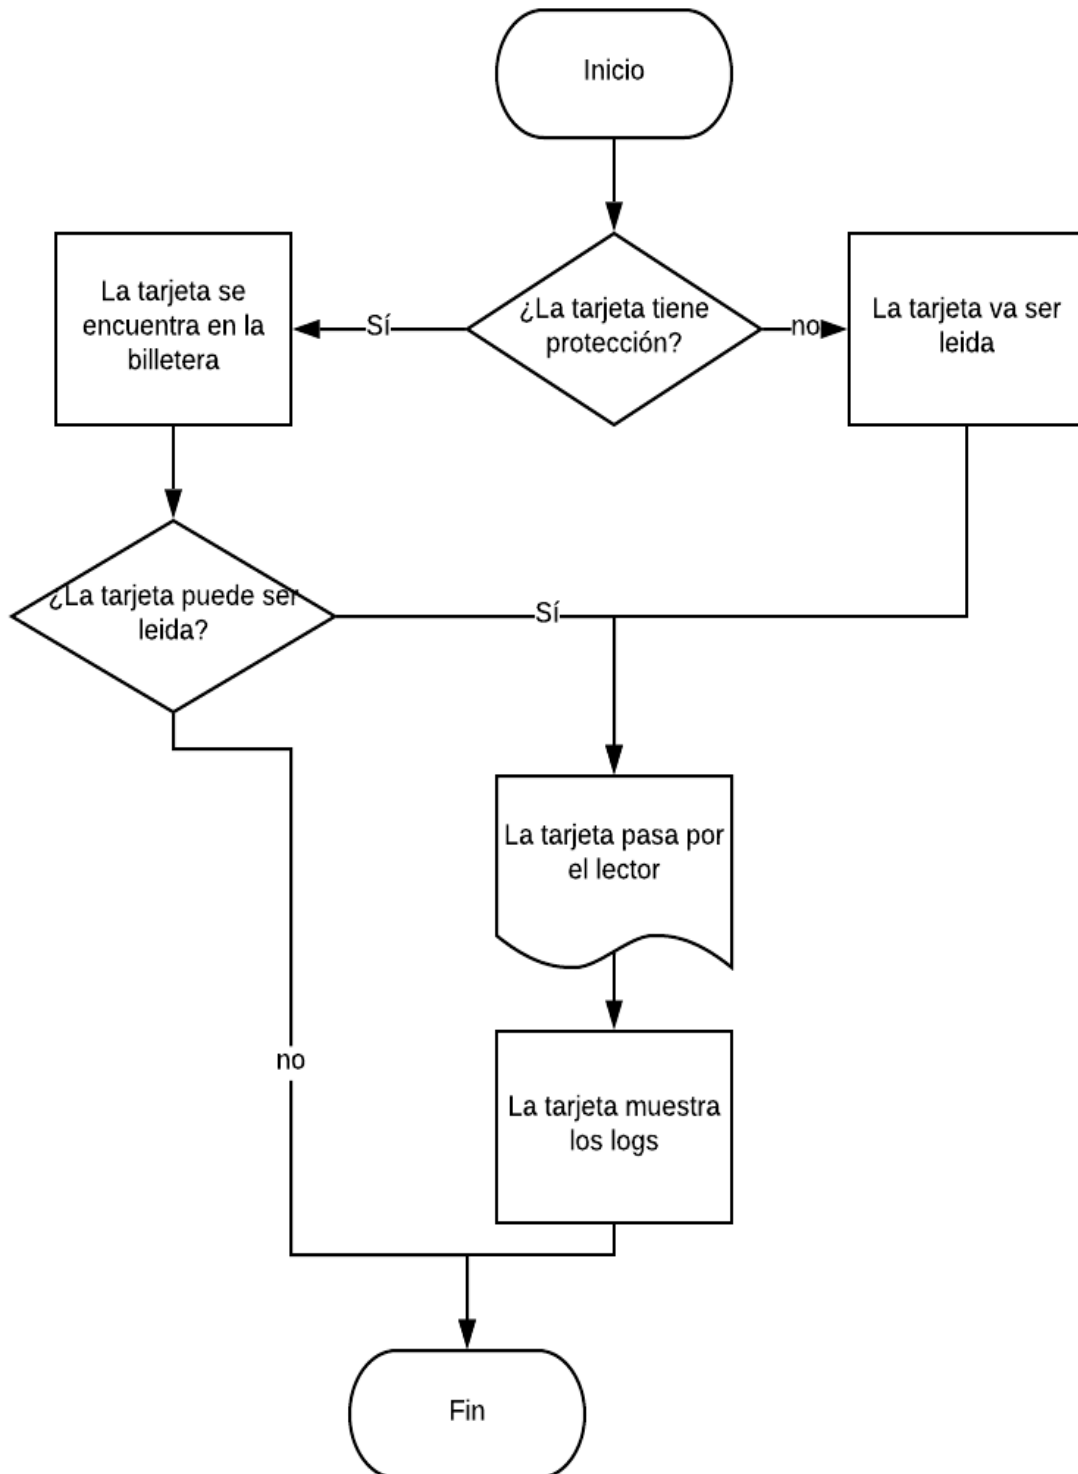 Inicio
La tarjeta se
encuentra en la
billetera
Sí
¿La tarjeta tiene
protección?
no
La tarjeta va ser
leida
¿La tarjeta puede ser
leida?
Sí
La tarjeta pasa por
el lector
no
La tarjeta muestra
los logs
Fin